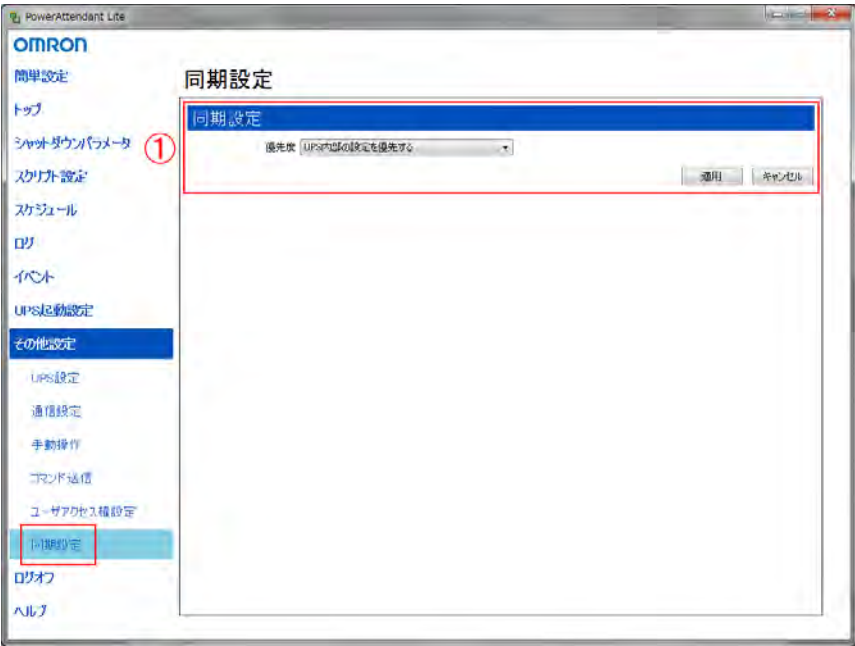 PowerAttendant Lite
OMRON
簡単設定
トップ
シャットダウンパラメータ
スクリプト設定
スケジュール
ログ
イベント
UPS起動設定
その他設定
UPS設定
通信設定
手動操作
コマンド送信
ユーザアクセス権設定
同期設定
ログオフ
ヘルプ
同期設定
①
同期設定
優先度 UPS内部の設定を優先する
適用 キャンセル